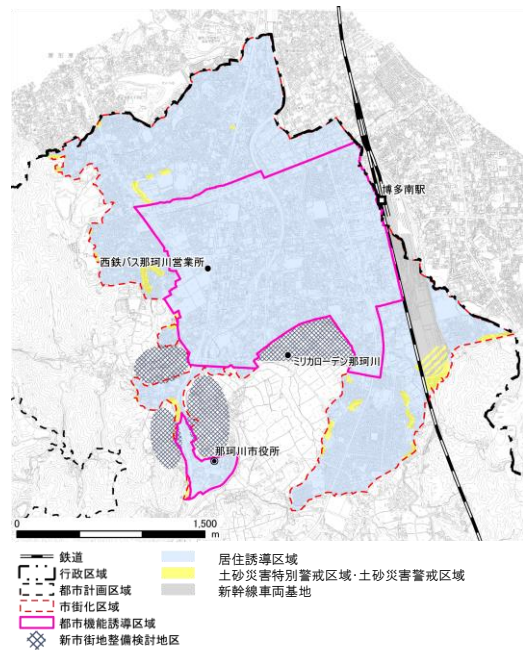 博多南駅
西鉄バス那珂川営業所
ミリカローデン那珂川
那珂川市役所
0 1,500
m
鉄道
行政区域
都市計画区域
市街化区域
都市機能誘導区域
新市街地整備検討地区
居住誘導区域
土砂災害特別警戒区域・土砂災害警戒区域
新幹線車両基地